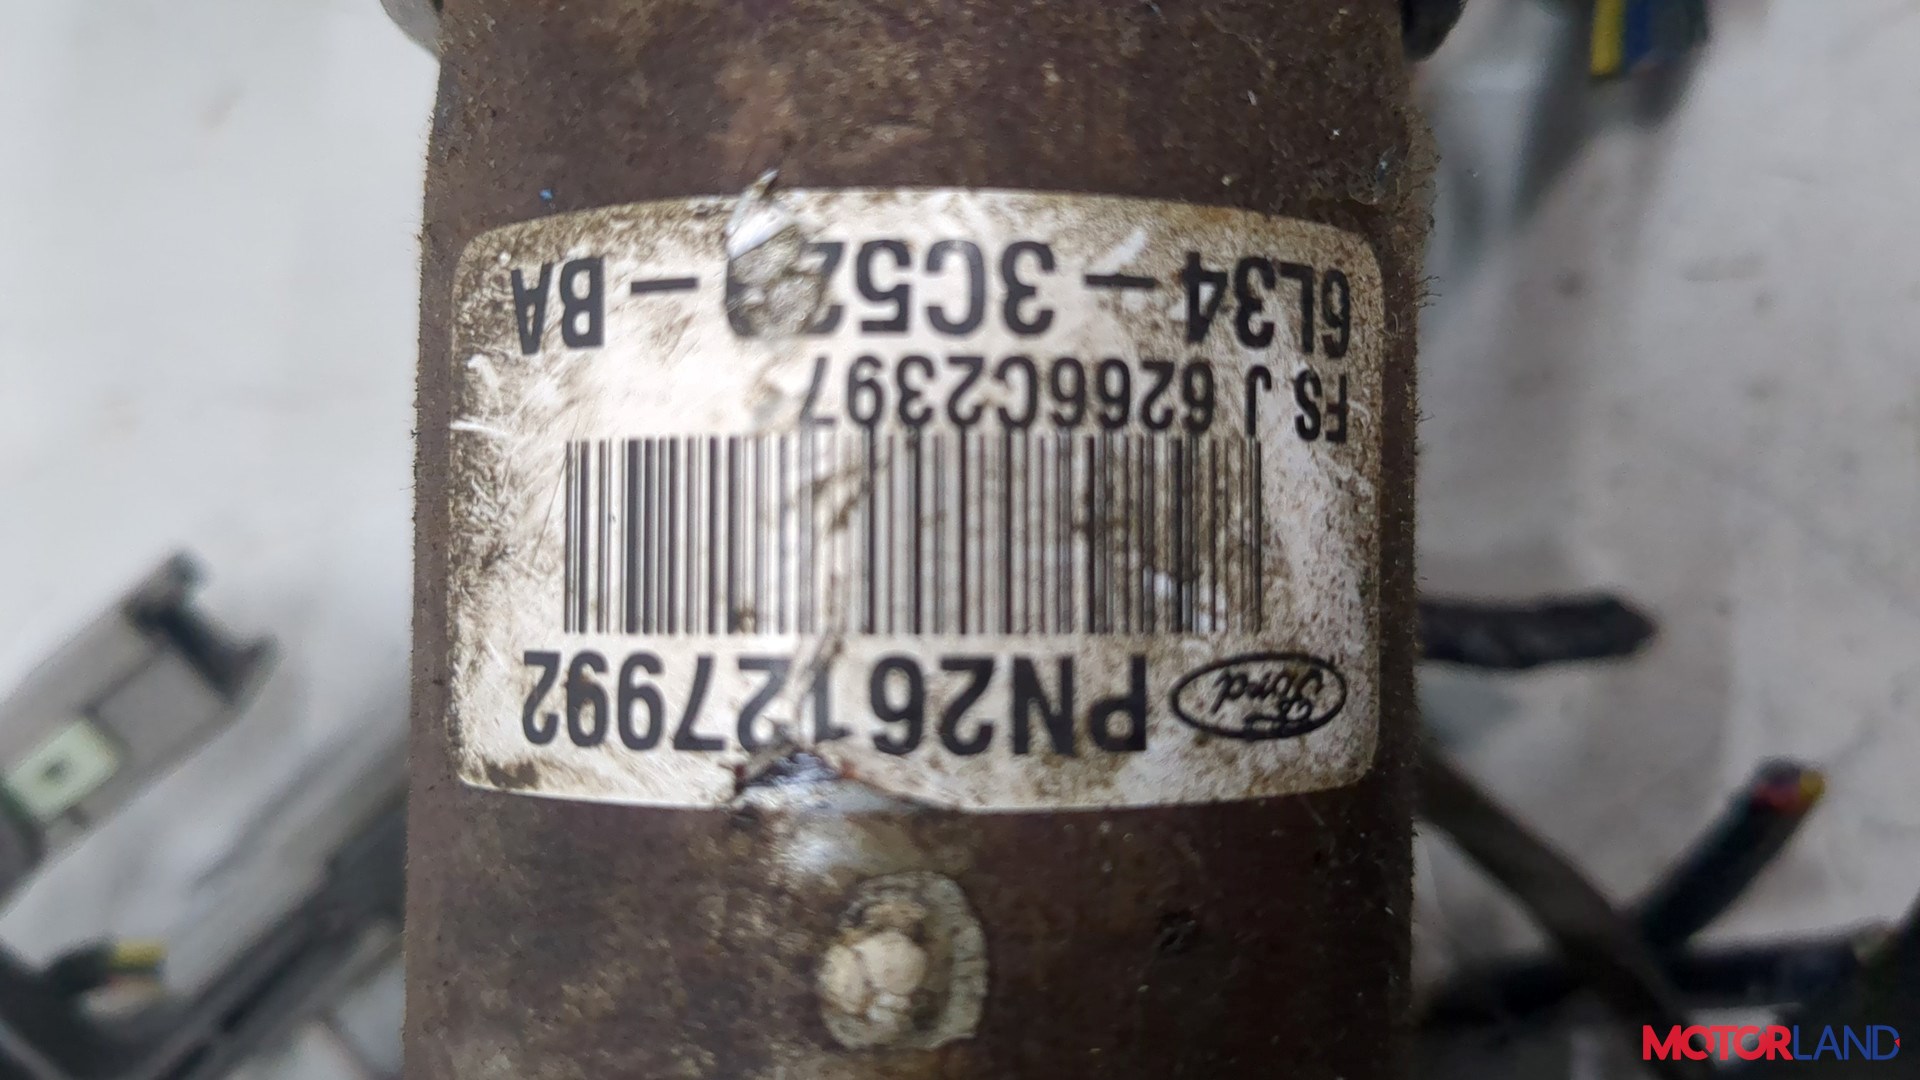 Ford PN26127992
FS J 6266C2397
6L34-3C52 -BA
MOTORLAND